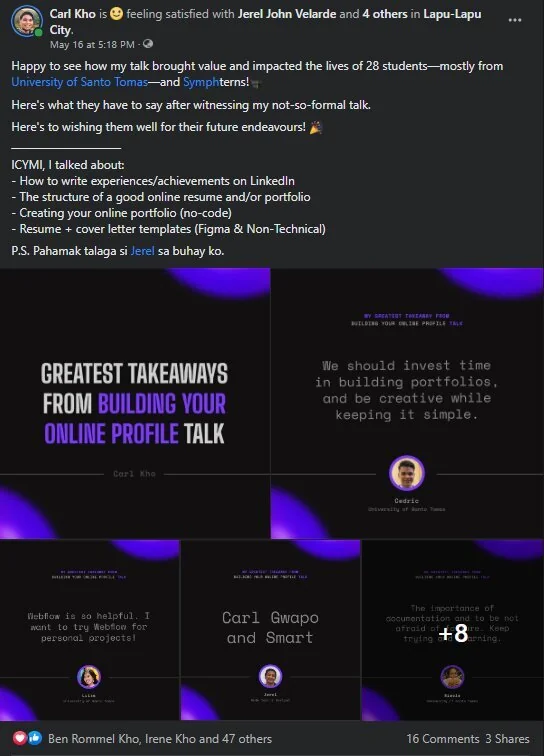 Carl Kho is feeling satisfied with Jerel John Velarde and 4 others in Lapu-Lapu
City.
May 16 at 5:18 PM ·
Happy to see how my talk brought value and impacted the lives of 28 students—mostly from
University of Santo Tomas—and Symphterns!
Here's what they have to say after witnessing my not-so-formal talk.
Here's to wishing them well for their future endeavours!
ICYMI, I talked about:
- How to write experiences/achievements on LinkedIn
- The structure of a good online resume and/or portfolio
- Creating your online portfolio (no-code)
- Resume + cover letter templates (Figma & Non-Technical)
P.S. Pahamak talaga si Jerel sa buhay ko.
GREATEST TAKEAWAYS
FROM BUILDING YOUR
ONLINE PROFILE TALK
Carl Kho
MY GREATEST TAKEAWAY FROM
BUILDING YOUR ONLINE PROFILE TALK
We should invest time
in building portfolios,
and be creative while
keeping it simple.
Cedric
University of Santo Tomas
MY GREATEST TAKEAWAY FROM
BUILDING YOUR ONLINE PROFILE TALK
Webflow is so helpful. I
want to try Webflow for
personal projects!
University of Santo Tomas
MY GREATEST TAKEAWAY FROM
BUILDING YOUR ONLINE PROFILE TALK
Carl Gwapo
and Smart
Jerel
MY GREATEST TAKEAWAY FROM
BUILDING YOUR ONLINE PROFILE TALK
The importance of
documentation and to be not
afraid of failure. Keep
trying and learning.
+8
University of Santo Tomas
Ben Rommel Kho, Irene Kho and 47 others
16 Comments 3 Shares